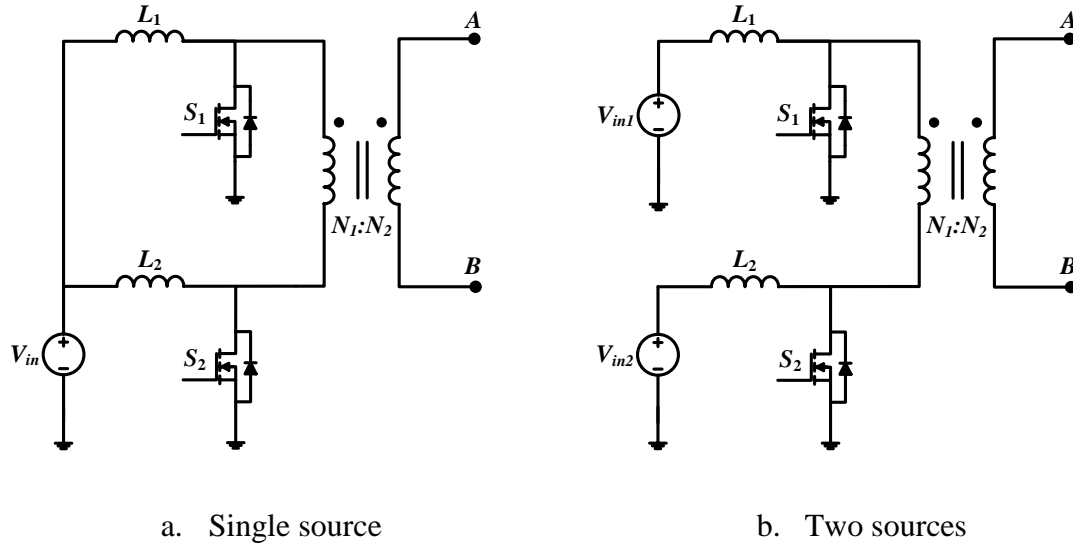 L1
A
S1
N1:N2
L2
B
Vin
S2
L1
A
Vin1
S1
N1:N2
L2
B
Vin2
S2
a. Single source
b. Two sources